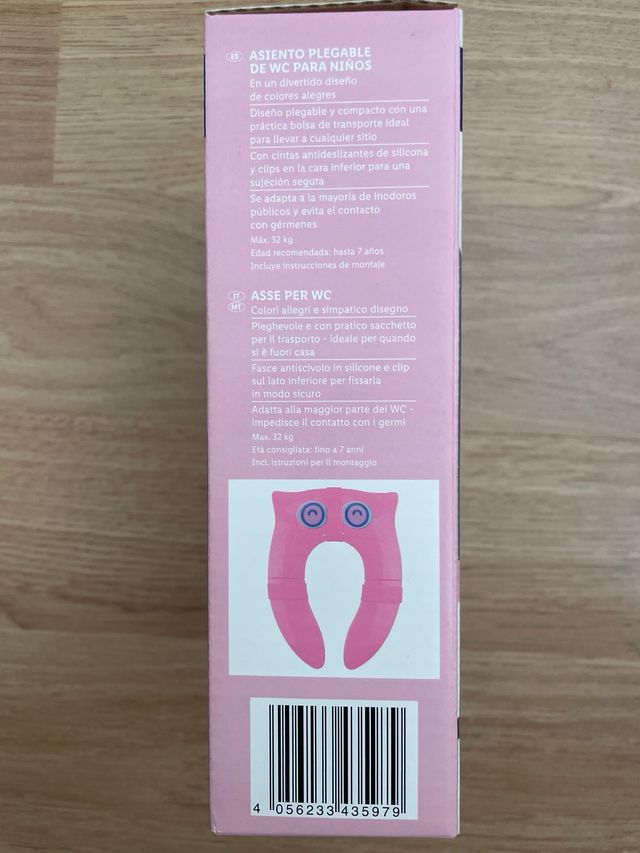 ES
ASIENTO PLEGABLE
DE WC PARA NIÑOS
En un divertido diseño
de colores alegres
Diseño plegable y compacto con una
práctica bolsa de transporte ideal
para llevar a cualquier sitio
Con cintas antideslizantes de silicona
y clips en la cara inferior para una
sujeción segura
Se adapta a la mayoría de inodoros
públicos y evita el contacto
con gérmenes
Máx. 32 kg
Edad recomendada: hasta 7 años
Incluye instrucciones de montaje
IT
MT
ASSE PER WC
Colori allegri e simpatico disegno
Pieghevole e con pratico sacchetto
per il trasporto - ideale per quando
si è fuori casa
Fasce antiscivolo in silicone e clip
sul lato inferiore per fissarla
in modo sicuro
Adatta alla maggior parte dei WC -
impedisce il contatto con i germi
Max. 32 kg
Età consigliata: fino a 7 anni
Incl. istruzioni per il montaggio
4 056233 435979